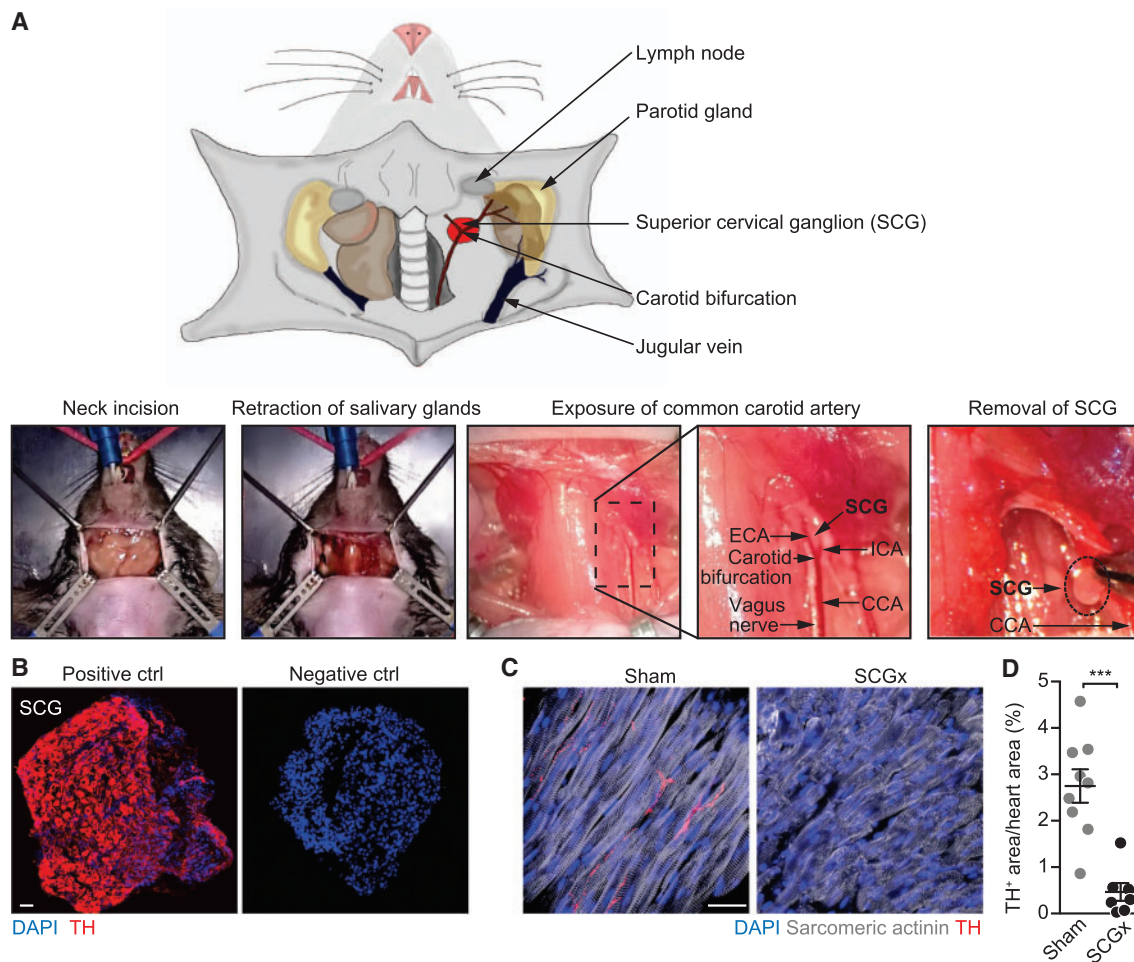 A
Lymph node
Parotid gland
Superior cervical ganglion (SCG)
Carotid bifurcation
Jugular vein
Neck incision
Retraction of salivary glands
Exposure of common carotid artery
Removal of SCG
SCG
ECA
ICA
Carotid
bifurcation
Vagus
nerve
CCA
SCG
CCA
B
Positive ctrl
Negative ctrl
SCG
DAPI TH
C
Sham
SCGx
DAPI Sarcomeric actinin TH
D
TH⁺ area/heart area (%)
5
4
3
2
1
0
***
Sham
SCGx